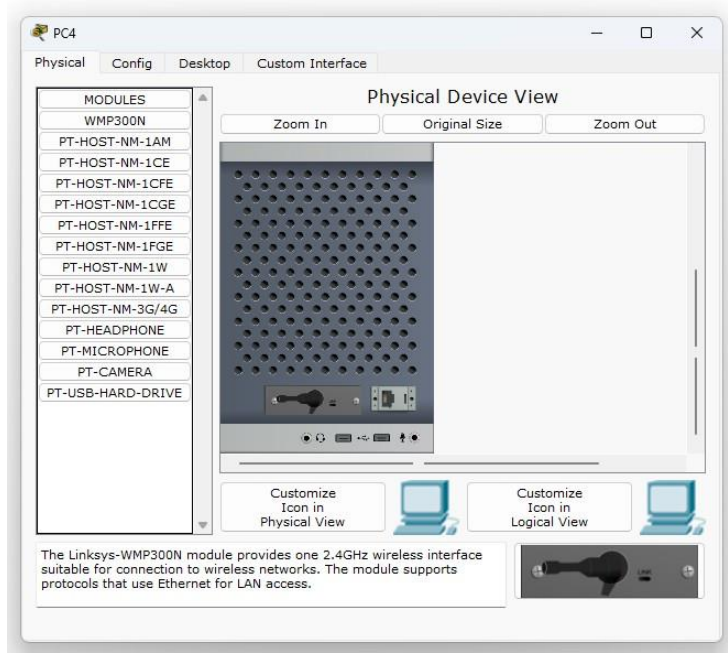 PC4
Physical Config Desktop Custom Interface
MODULES
WMP300N
PT-HOST-NM-1AM
PT-HOST-NM-1CE
PT-HOST-NM-1CFE
PT-HOST-NM-1CGE
PT-HOST-NM-1FFE
PT-HOST-NM-1FGE
PT-HOST-NM-1W
PT-HOST-NM-1W-A
PT-HOST-NM-3G/4G
PT-HEADPHONE
PT-MICROPHONE
PT-CAMERA
PT-USB-HARD-DRIVE
Physical Device View
Zoom In Original Size Zoom Out
Customize
Icon in
Physical View
Customize
Icon in
Logical View
The Linksys-WMP300N module provides one 2.4GHz wireless interface
suitable for connection to wireless networks. The module supports
protocols that use Ethernet for LAN access.
LINK